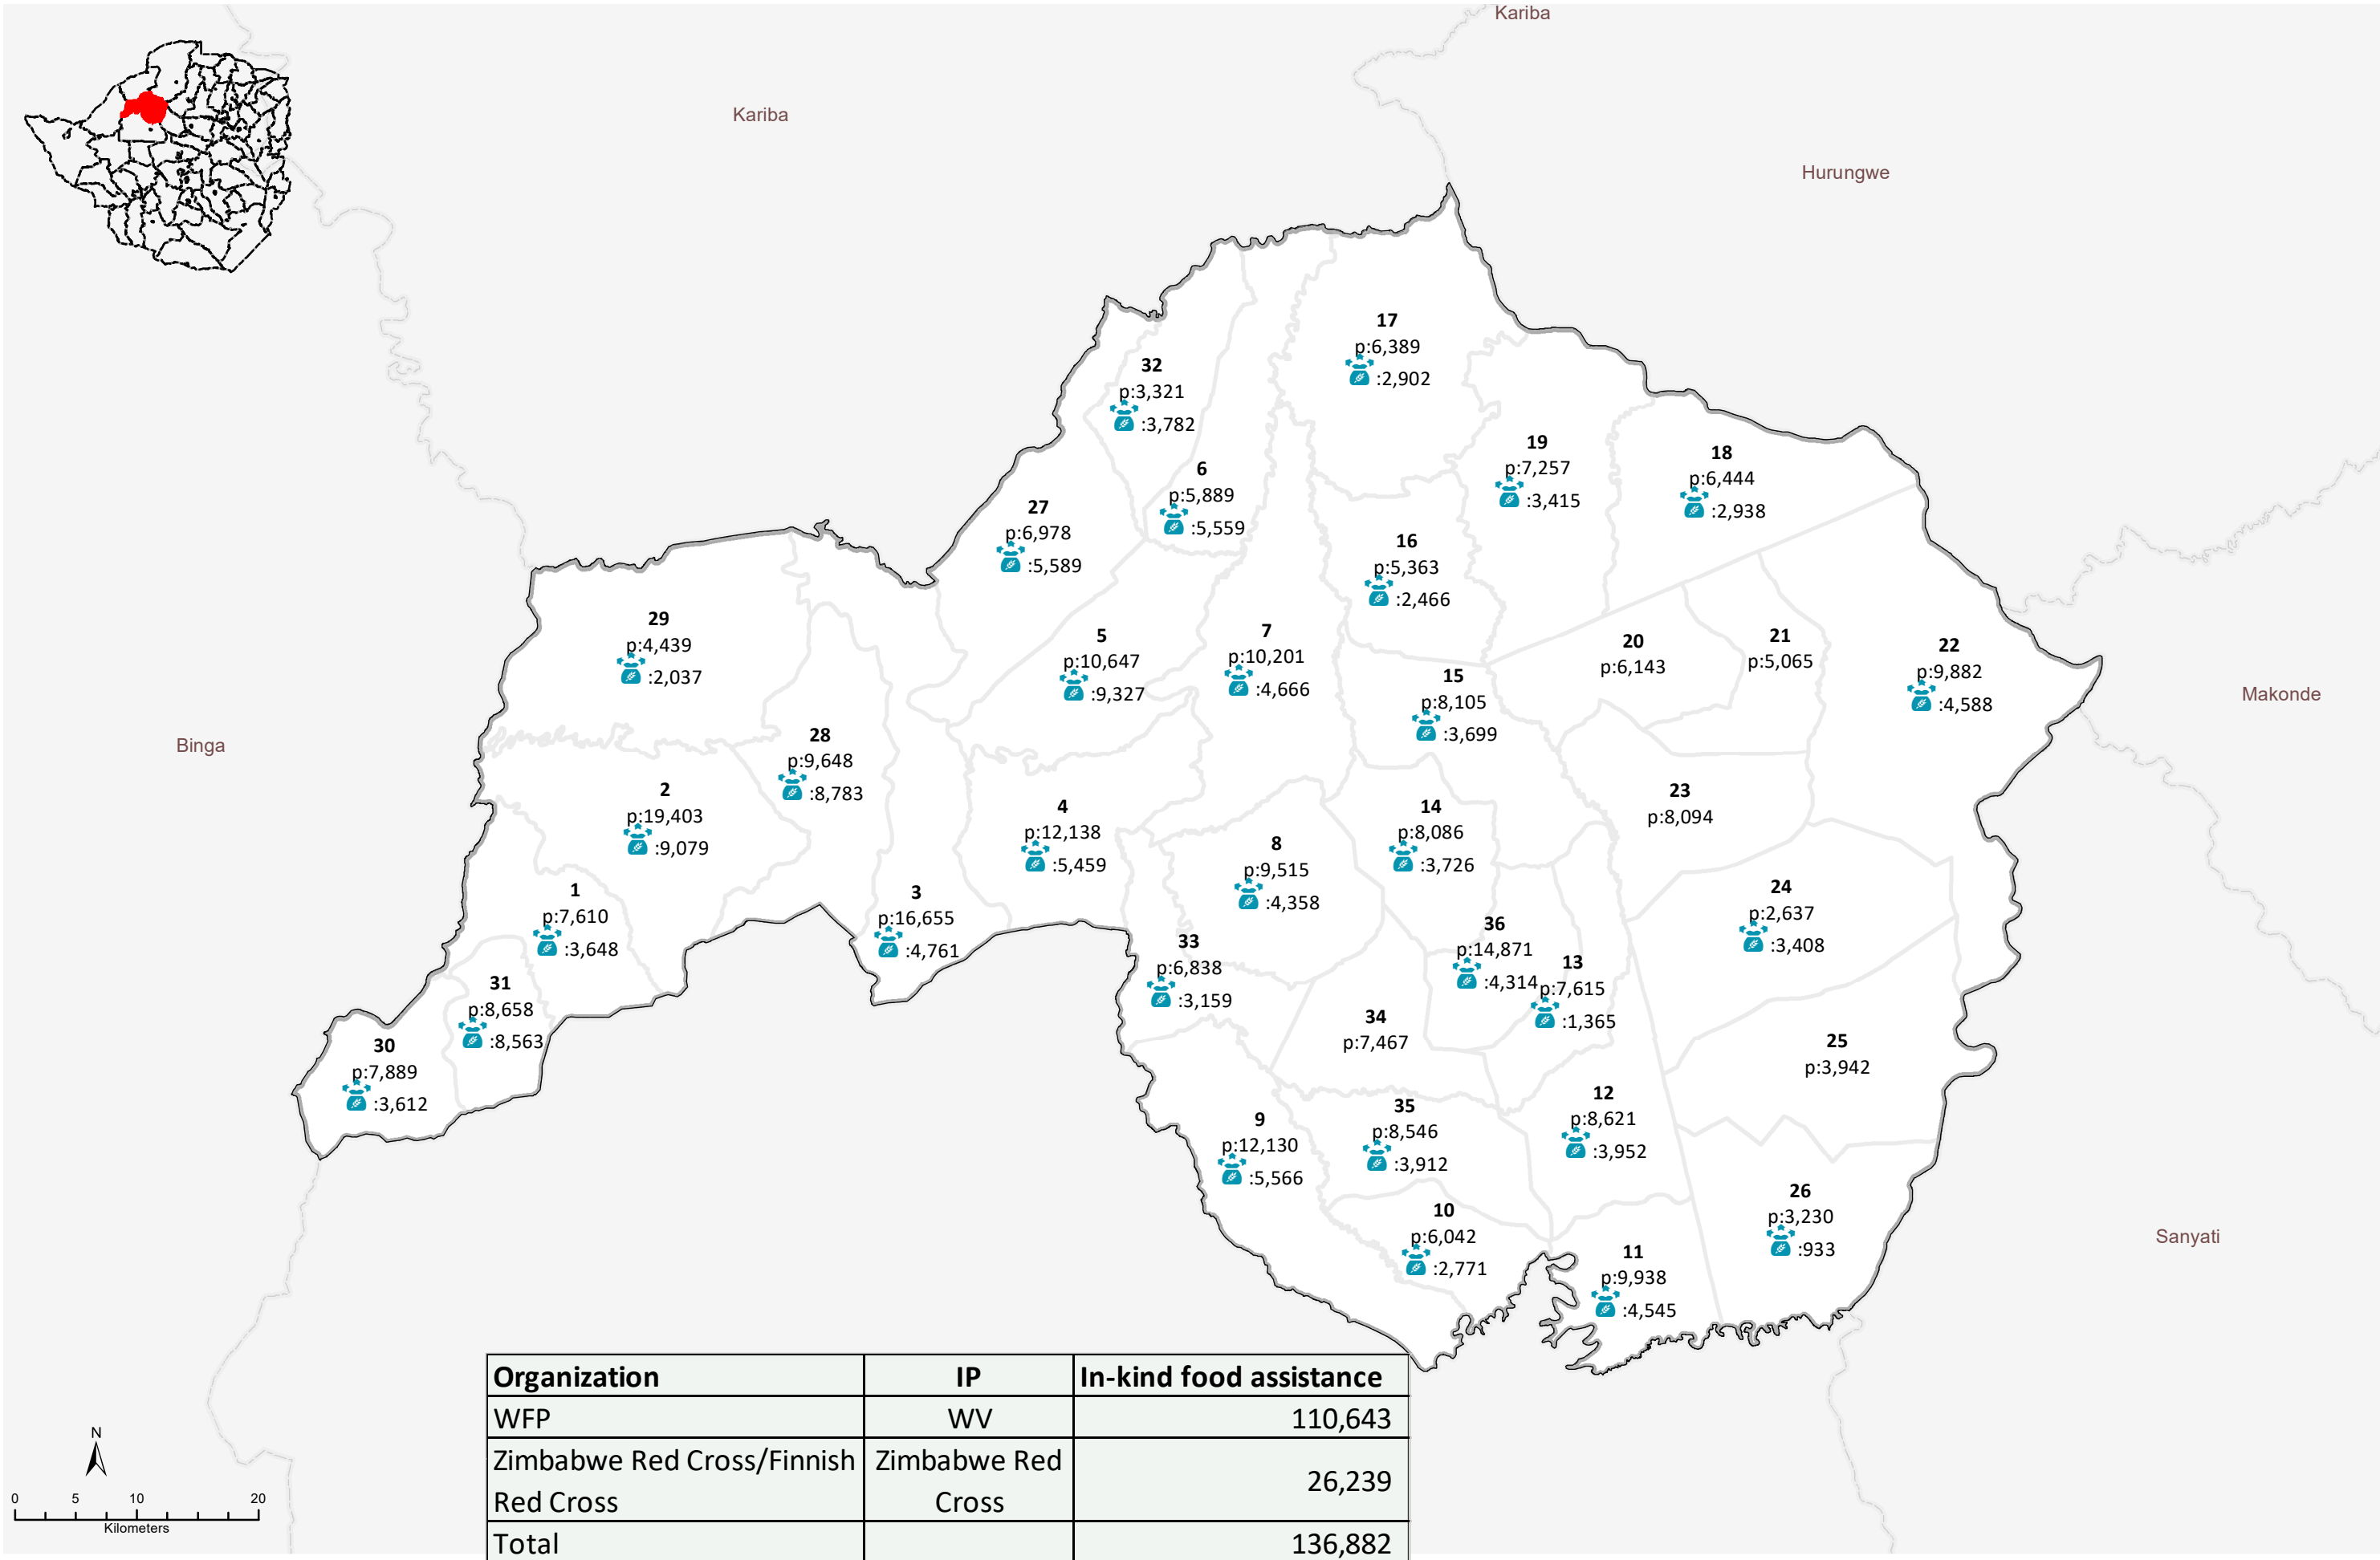 Kariba
Kariba
Hurungwe
17
p:6,389
:2,902
32
p:3,321
:3,782
19
p:7,257
:3,415
18
p:6,444
:2,938
6
p:5,889
:5,559
27
p:6,978
:5,589
16
p:5,363
:2,466
29
p:4,439
:2,037
5
p:10,647
:9,327
7
p:10,201
:4,666
20
p:6,143
21
p:5,065
22
p:9,882
:4,588
15
p:8,105
:3,699
Makonde
Binga
28
p:9,648
:8,783
2
p:19,403
:9,079
4
p:12,138
:5,459
14
p:8,086
:3,726
23
p:8,094
8
p:9,515
:4,358
1
p:7,610
:3,648
3
p:16,655
:4,761
24
p:2,637
:3,408
36
p:14,871
:4,314
33
p:6,838
:3,159
13
p:7,615
:1,365
31
p:8,658
:8,563
34
p:7,467
30
p:7,889
:3,612
25
p:3,942
12
p:8,621
:3,952
35
p:8,546
:3,912
9
p:12,130
:5,566
26
p:3,230
:933
10
p:6,042
:2,771
11
p:9,938
:4,545
Sanyati
Organization IP In-kind food assistance
WFP WV 110,643
Zimbabwe Red Cross/Finnish Zimbabwe Red 26,239
Red Cross Cross
Total 136,882
N
0 5 10 20
Kilometers